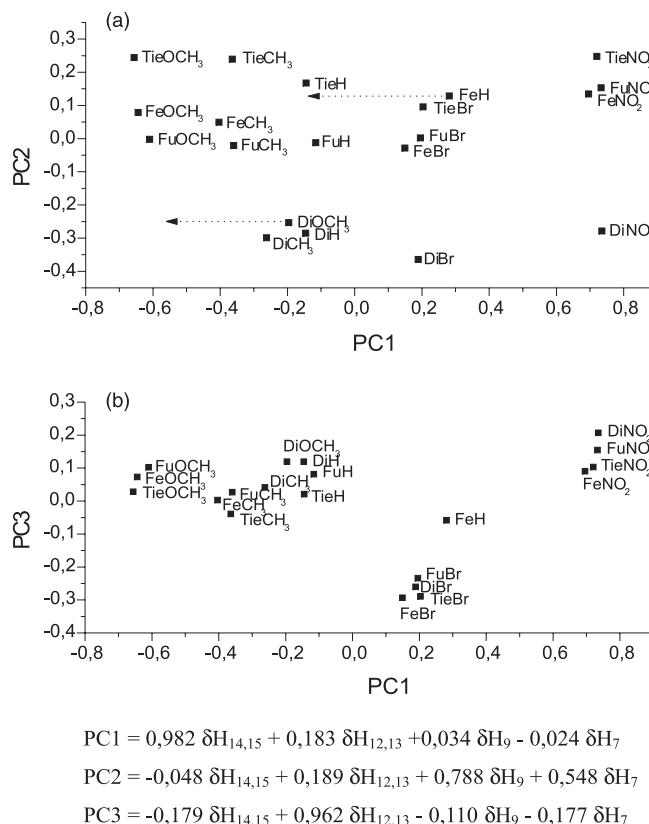 (a)
0,3
0,2
0,1
0,0
-0,1
-0,2
-0,3
-0,4
PC2
TieOCH₃
TieCH₃
TieNO₂
TieH
FeH
FuNO
FeNO₂
TieBr
FeOCH₃
FeCH₃
FuOCH₃
FuCH₃
FuH
FuBr
FeBr
DiOCH₃
DiH
DiCH₃
DiNO
DiBr
-0,8 -0,6 -0,4 -0,2 0,0 0,2 0,4 0,6 0,8
PC1
(b)
0,3
0,2
0,1
0,0
-0,1
-0,2
-0,3
-0,4
PC3
DiNO₂
FuNO
TieNO₂
FeNO₂
DiOCH₃
DiH
FuH
FuOCH₃
FeOCH₃
TieOCH₃
DiCH₃
FuCH₃
FeCH₃
TieH
TieCH₃
FeH
FuBr
DiBr
TieBr
FeBr
-0,8 -0,6 -0,4 -0,2 0,0 0,2 0,4 0,6 0,8
PC1
PC1 = 0,982 δH₁₄,₁₅ + 0,183 δH₁₂,₁₃ +0,034 δH₉ - 0,024 δH₇
PC2 = -0,048 δH₁₄,₁₅ + 0,189 δH₁₂,₁₃ + 0,788 δH₉ + 0,548 δH₇
PC3 = -0,179 δH₁₄,₁₅ + 0,962 δH₁₂,₁₃ - 0,110 δH₉ - 0,177 δH₇